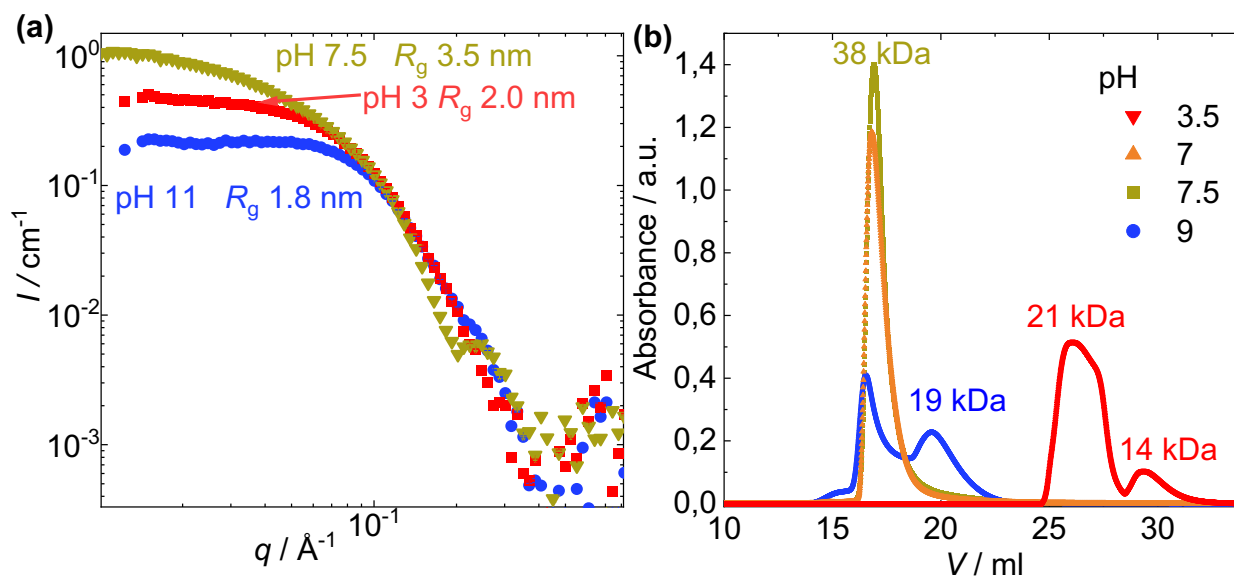 (a)
10⁰
10⁻¹
10⁻²
10⁻³
I / cm⁻¹
pH 7.5 Rg 3.5 nm
pH 3 Rg 2.0 nm
pH 11 Rg 1.8 nm
10⁻¹
q / Å⁻¹
(b)
1,4
1.2
1,0
0,8
0,6
0,4
0,2
0,0
Absorbance / a.u.
38 kDa
pH
3.5
7
7.5
9
19 kDa
21 kDa
14 kDa
10
15
20
25
30
V / ml